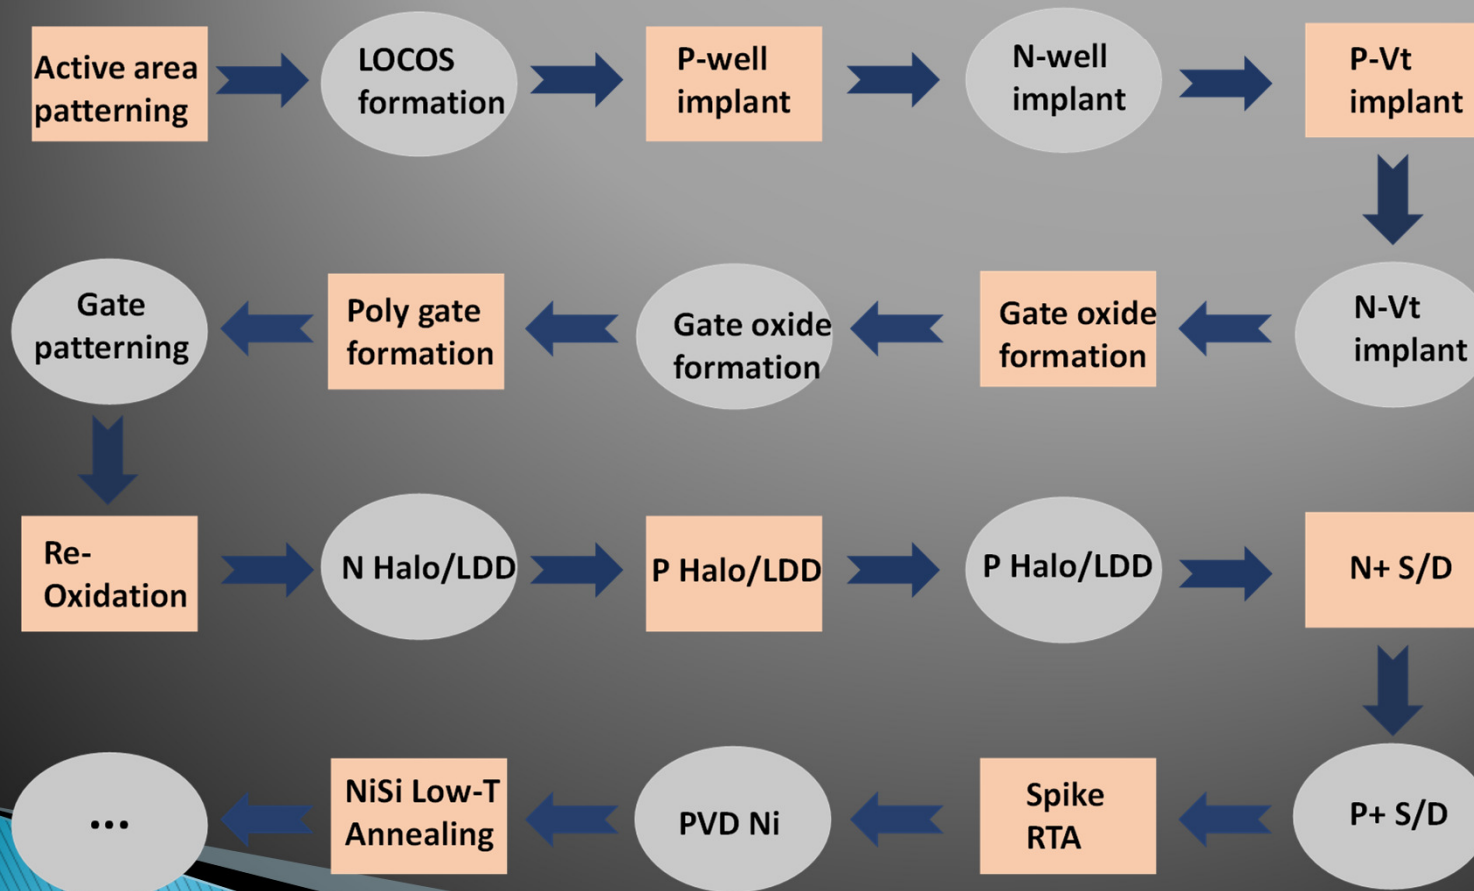 Active area
patterning
LOCOS
formation
P-well
implant
N-well
implant
P-Vt
implant
N-Vt
implant
Gate oxide
formation
Gate oxide
formation
Poly gate
formation
Gate
patterning
Re-
Oxidation
N Halo/LDD
P Halo/LDD
P Halo/LDD
N+ S/D
P+ S/D
Spike
RTA
PVD Ni
NiSi Low-T
Annealing
...